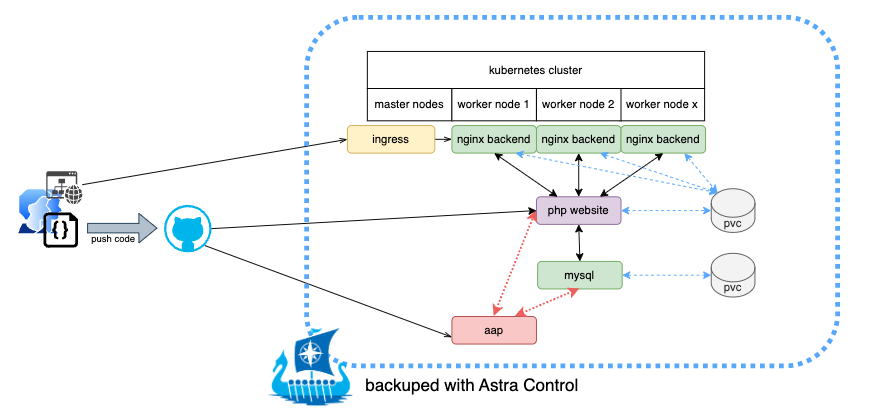 kubernetes cluster
master nodes
worker node 1
worker node 2
worker node x
ingress
nginx backend
nginx backend
nginx backend
{}
push code
php website
pvc
mysql
pvc
aap
backuped with Astra Control